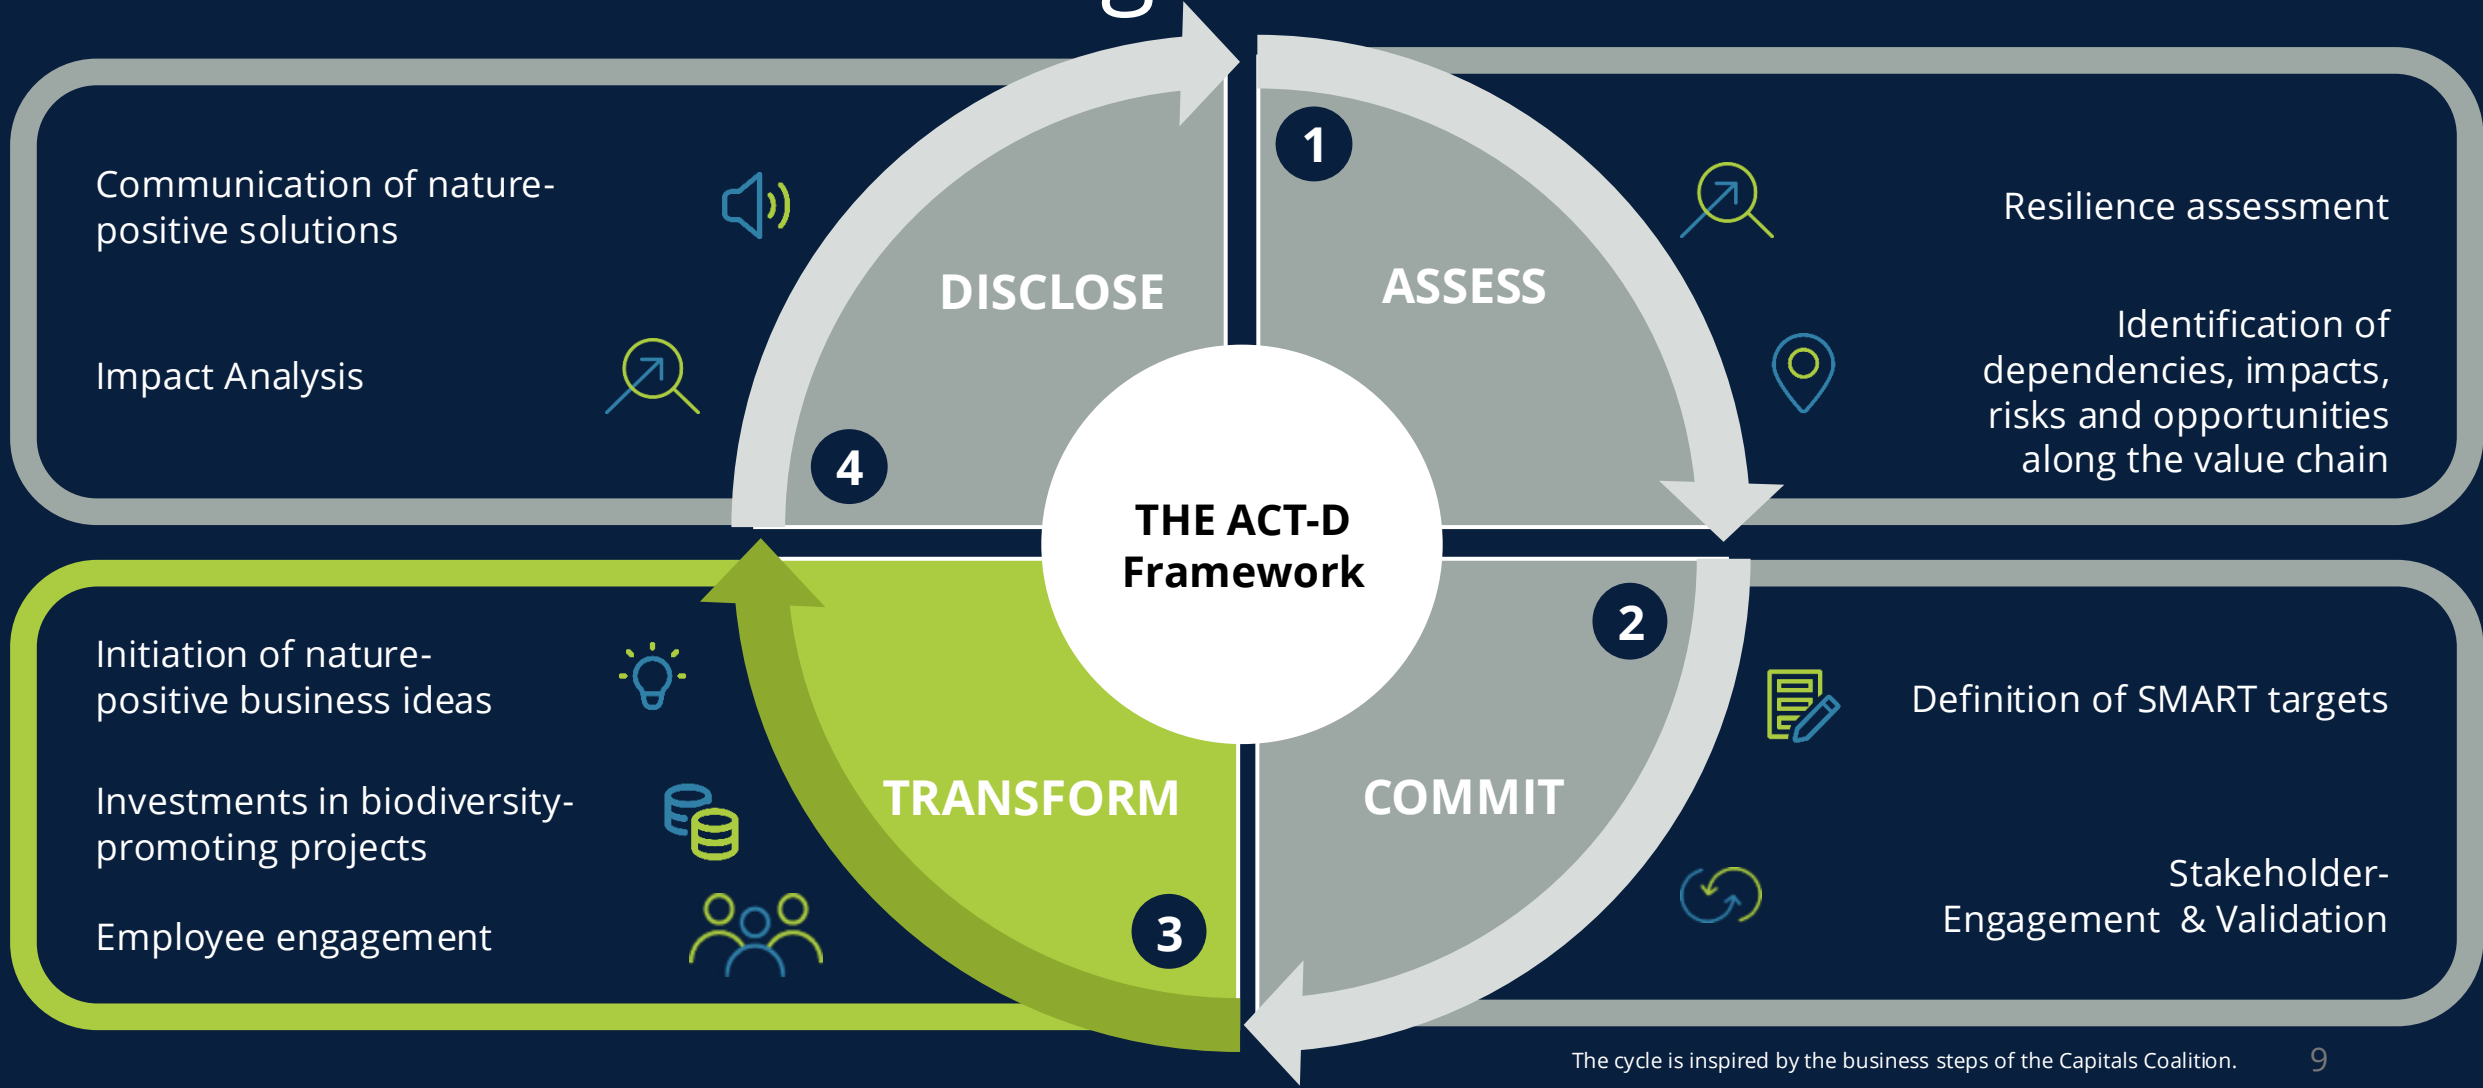 Communication of nature-
positive solutions
Impact Analysis
DISCLOSE
4
1
ASSESS
Resilience assessment
Identification of
dependencies, impacts,
risks and opportunities
along the value chain
THE ACT-D
Framework
Initiation of nature-
positive business ideas
Investments in biodiversity-
promoting projects
Employee engagement
TRANSFORM
3
2
COMMIT
Definition of SMART targets
Stakeholder-
Engagement & Validation
The cycle is inspired by the business steps of the Capitals Coalition.
9